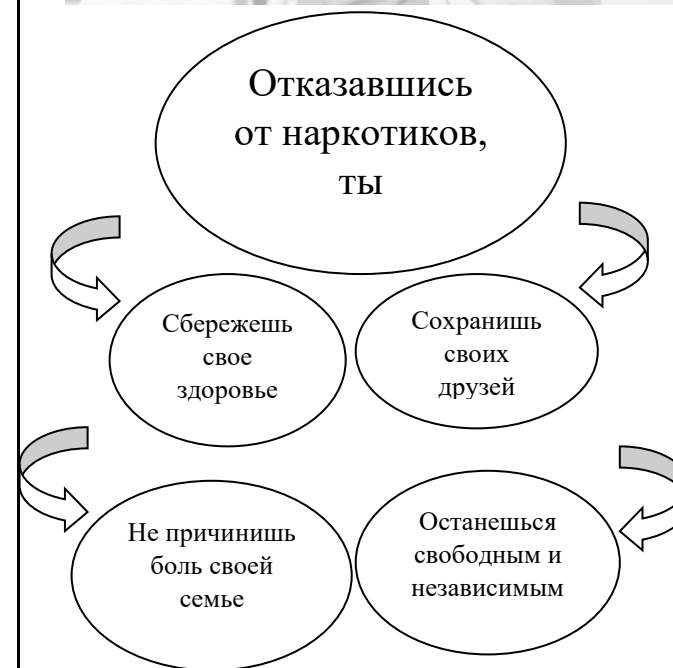 Отказавшись
от наркотиков,
ты
Сбережешь
свое
здоровье
Сохранишь
своих
друзей
Не причинишь
боль своей
семье
Останешься
свободным и
независимым